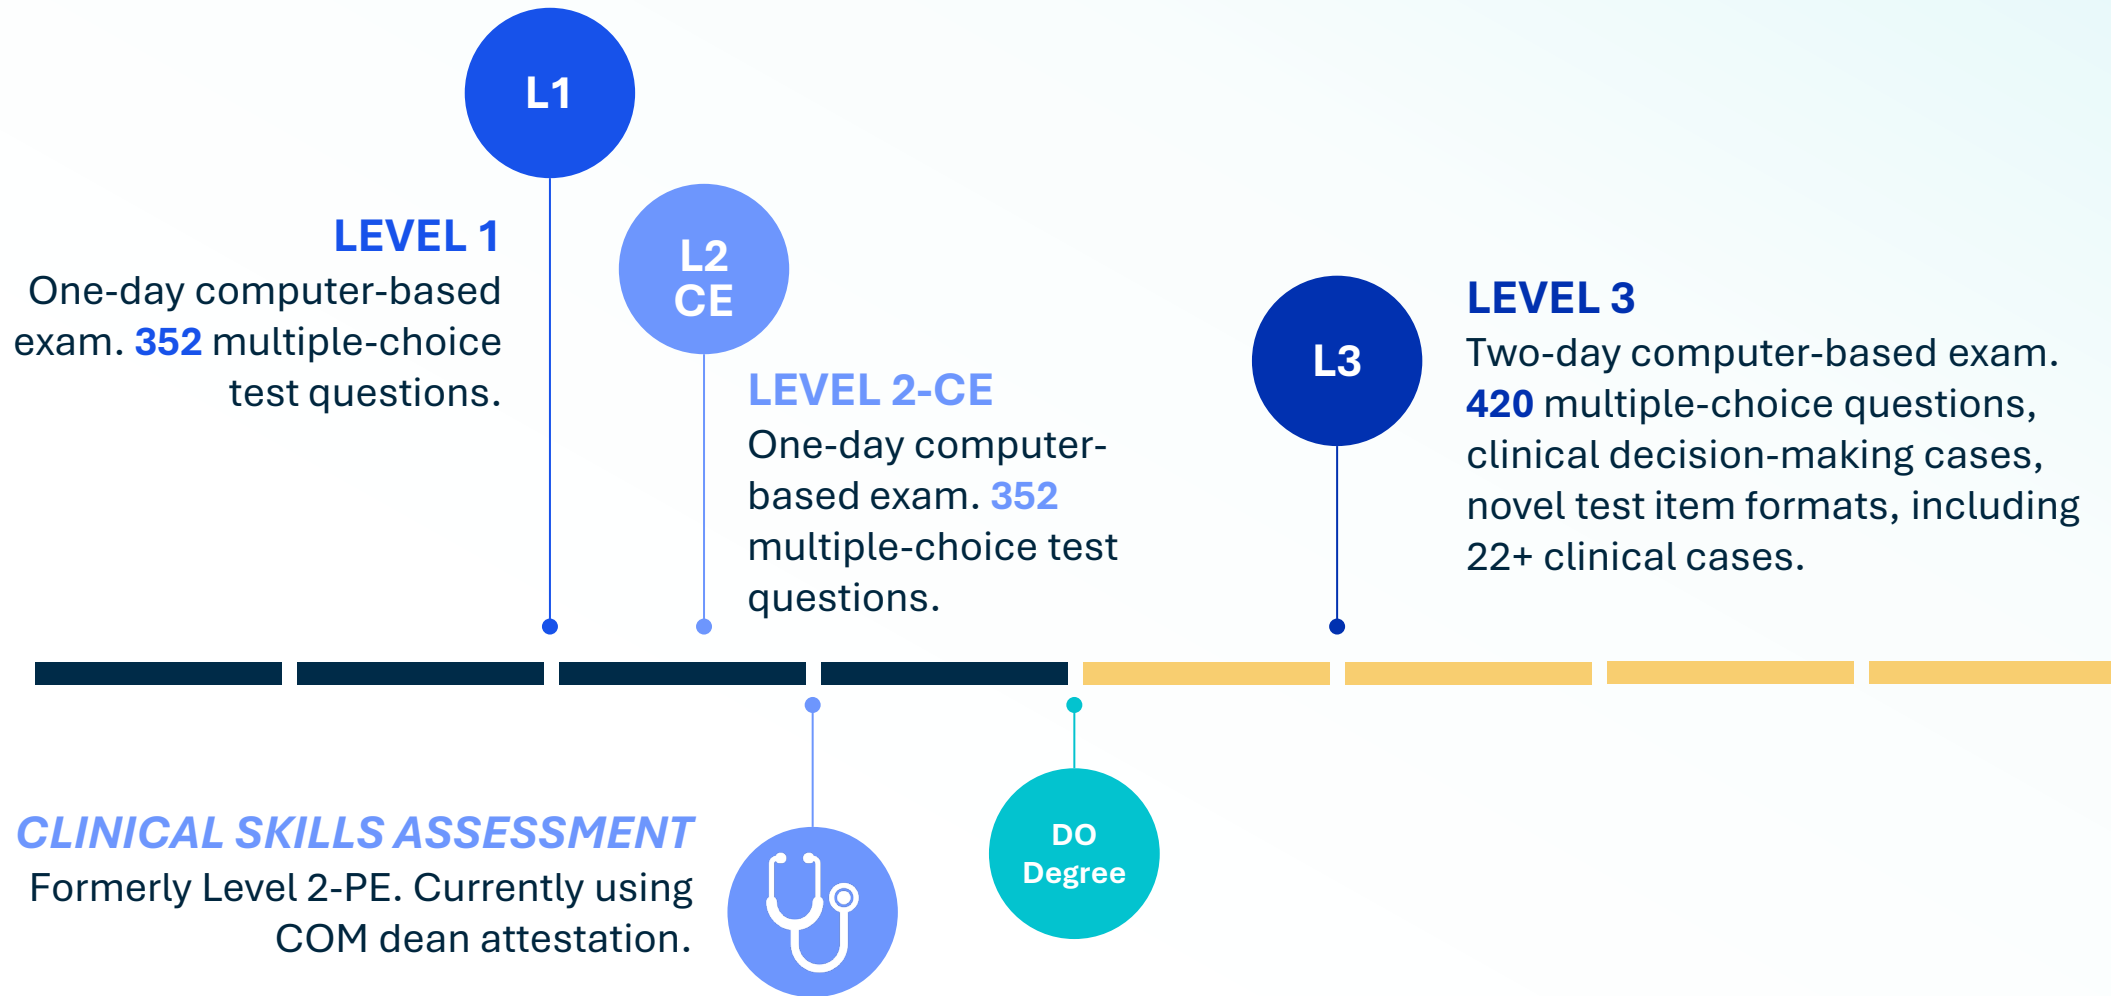 L1
LEVEL 1
One-day computer-based
exam. 352 multiple-choice
test questions.
L2
CE
LEVEL 2-CE
One-day computer-
based exam. 352
multiple-choice test
questions.
L3
LEVEL 3
Two-day computer-based exam.
420 multiple-choice questions,
clinical decision-making cases,
novel test item formats, including
22+ clinical cases.
CLINICAL SKILLS ASSESSMENT
Formerly Level 2-PE. Currently using
COM dean attestation.
DO
Degree